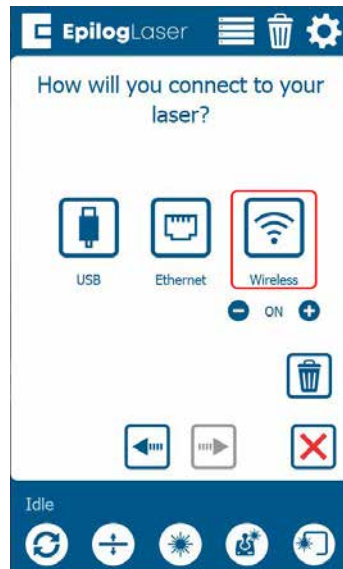 EpilogLaser
How will you connect to your
laser?
USB Ethernet Wireless
ON
Idle